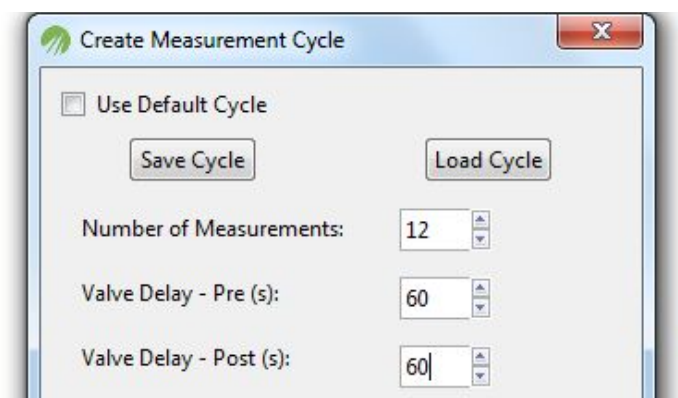 Create Measurement Cycle
Use Default Cycle
Save Cycle Load Cycle
Number of Measurements: 12
Valve Delay - Pre (s): 60
Valve Delay - Post (s): 60